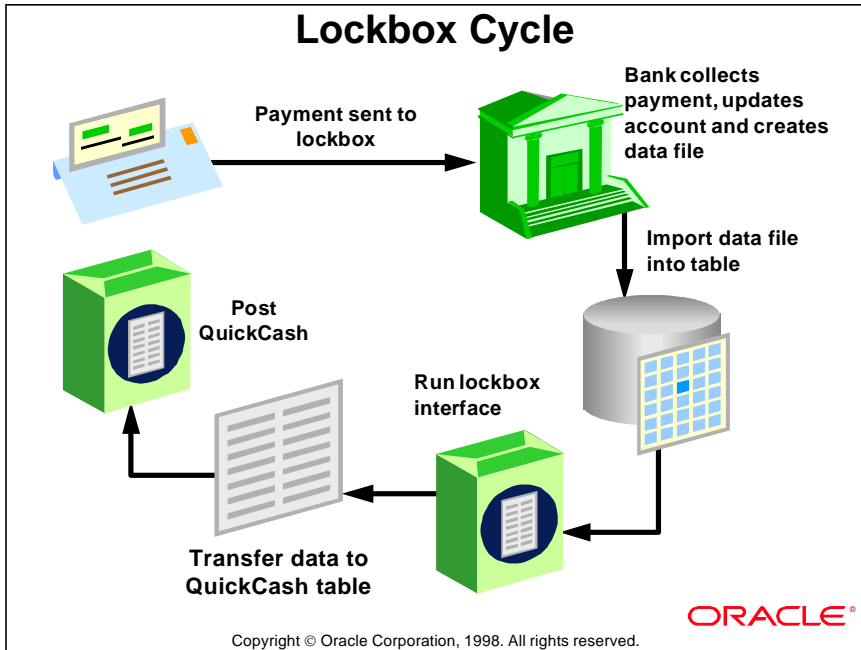 Lockbox Cycle
Payment sent to
lockbox
Bank collects
payment, updates
account and creates
data file
Import data file
into table
Post
QuickCash
Run lockbox
interface
Transfer data to
QuickCash table
ORACLE®
Copyright © Oracle Corporation, 1998. All rights reserved.